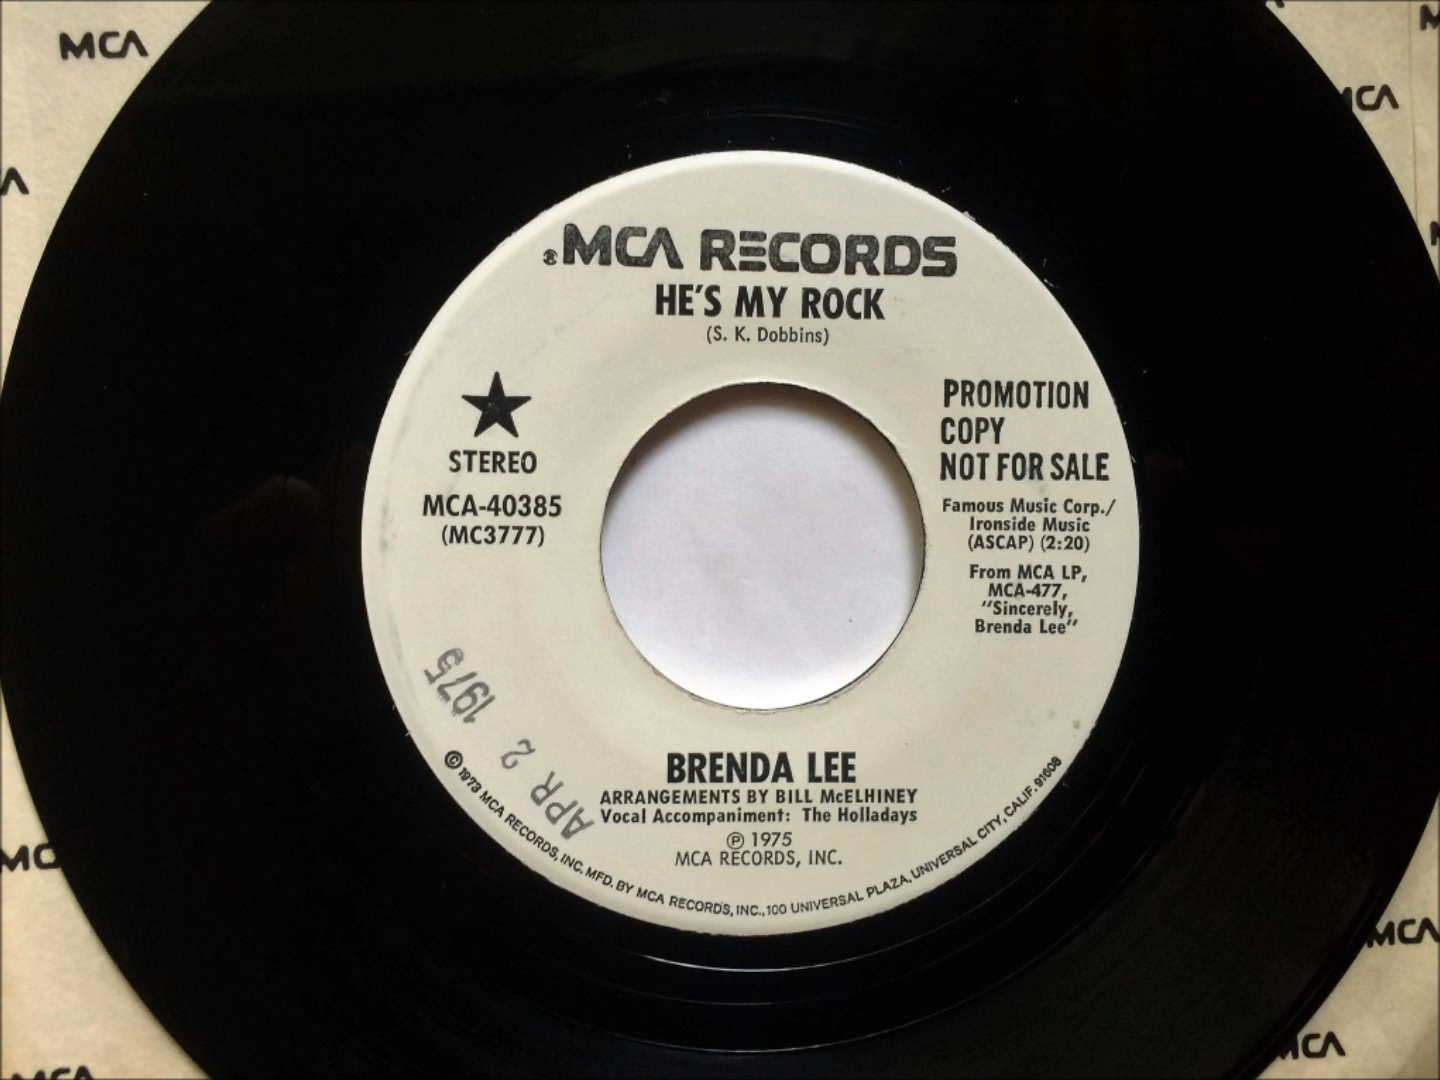 MCA
MCA
MCA RECORDS
HE'S MY ROCK
(S. K. Dobbins)
STEREO
MCA-40385
(MC3777)
PROMOTION
COPY
NOT FOR SALE
Famous Music Corp./
Ironside Music
(ASCAP) (2:20)
From MCA LP,
MCA-477,
"Sincerely,
Brenda Lee"
APR 2 1975
BRENDA LEE
ARRANGEMENTS BY BILL McELHINEY
Vocal Accompaniment: The Holladays
℗ 1975
MCA RECORDS, INC.
© 1973 MCA RECORDS, INC. MFD. BY MCA RECORDS, INC., 100 UNIVERSAL PLAZA, UNIVERSAL CITY, CALIF. 91608
MCA
MCA